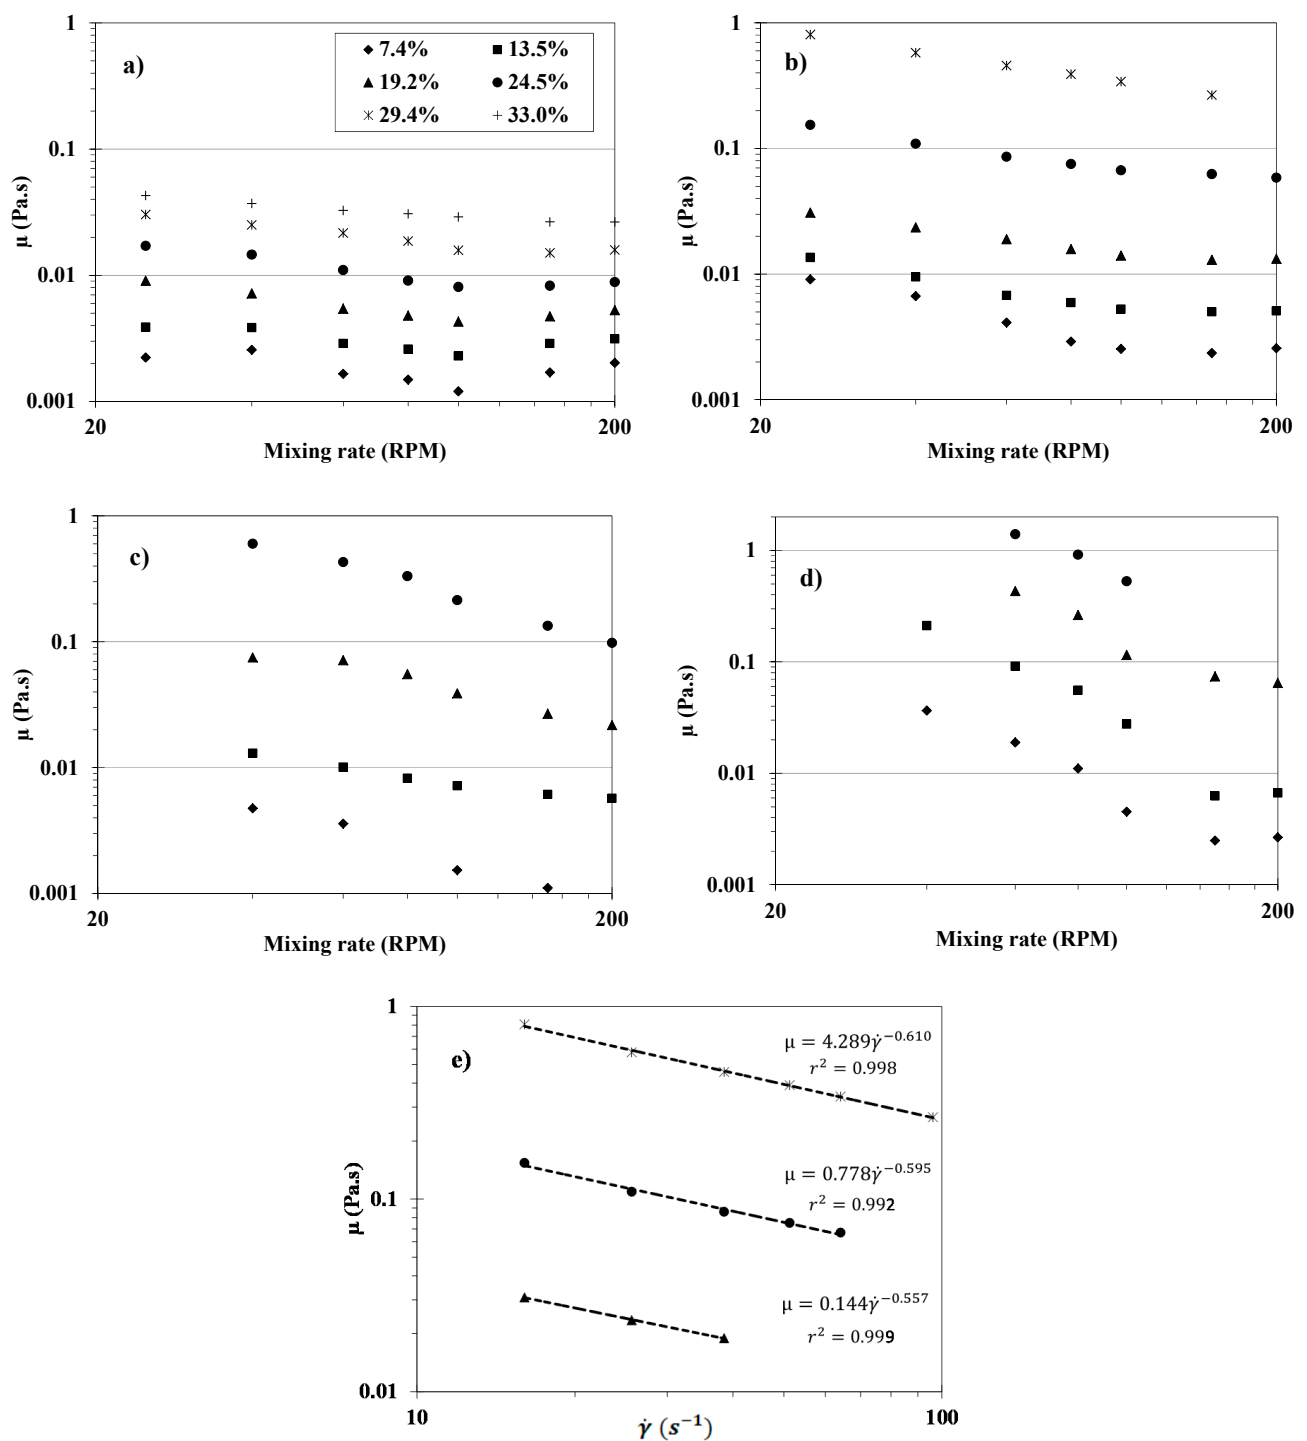 1
a)
7.4% 13.5%
19.2% 24.5%
29.4% 33.0%
0.1
0.01
0.001
μ (Pa.s)
20 200
Mixing rate (RPM)
1
b)
0.1
0.01
0.001
μ (Pa.s)
20 200
Mixing rate (RPM)
1
c)
0.1
0.01
0.001
μ (Pa.s)
20 200
Mixing rate (RPM)
1
d)
0.1
0.01
0.001
μ (Pa.s)
20 200
Mixing rate (RPM)
1
e)
μ = 4.289γ̇^−0.610
r² = 0.998
0.1
μ = 0.778γ̇^−0.595
r² = 0.992
μ = 0.144γ̇^−0.557
r² = 0.999
0.01
μ (Pa.s)
10 100
γ̇ (s⁻¹)